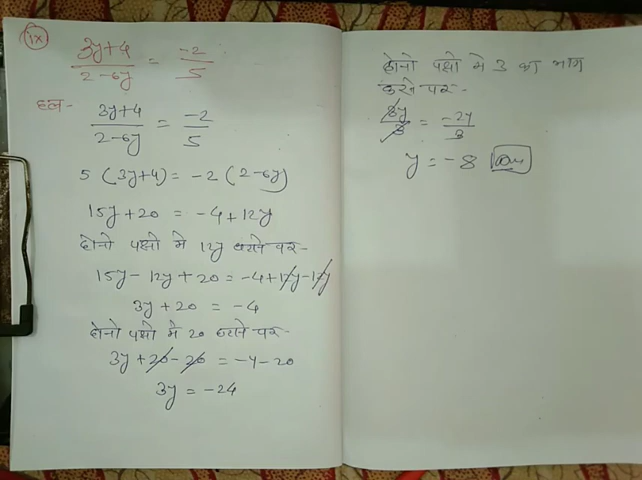 (ix)
3y+4/2-6y = -2/5
हल-
3y+4/2-6y = -2/5
5 (3y+4) = -2 (2-6y)
15y+20 = -4+12y
दोनो पक्षो मे 12y घटाने पर-
15y-12y+20 = -4+12y-12y
3y+20 = -4
दोनो पक्षो मे 20 घटाने पर-
3y+20-20 = -4-20
3y = -24
दोनो पक्षो मे 3 का भाग
करने पर-
3y/3 = -24/3
y = -8 Ans